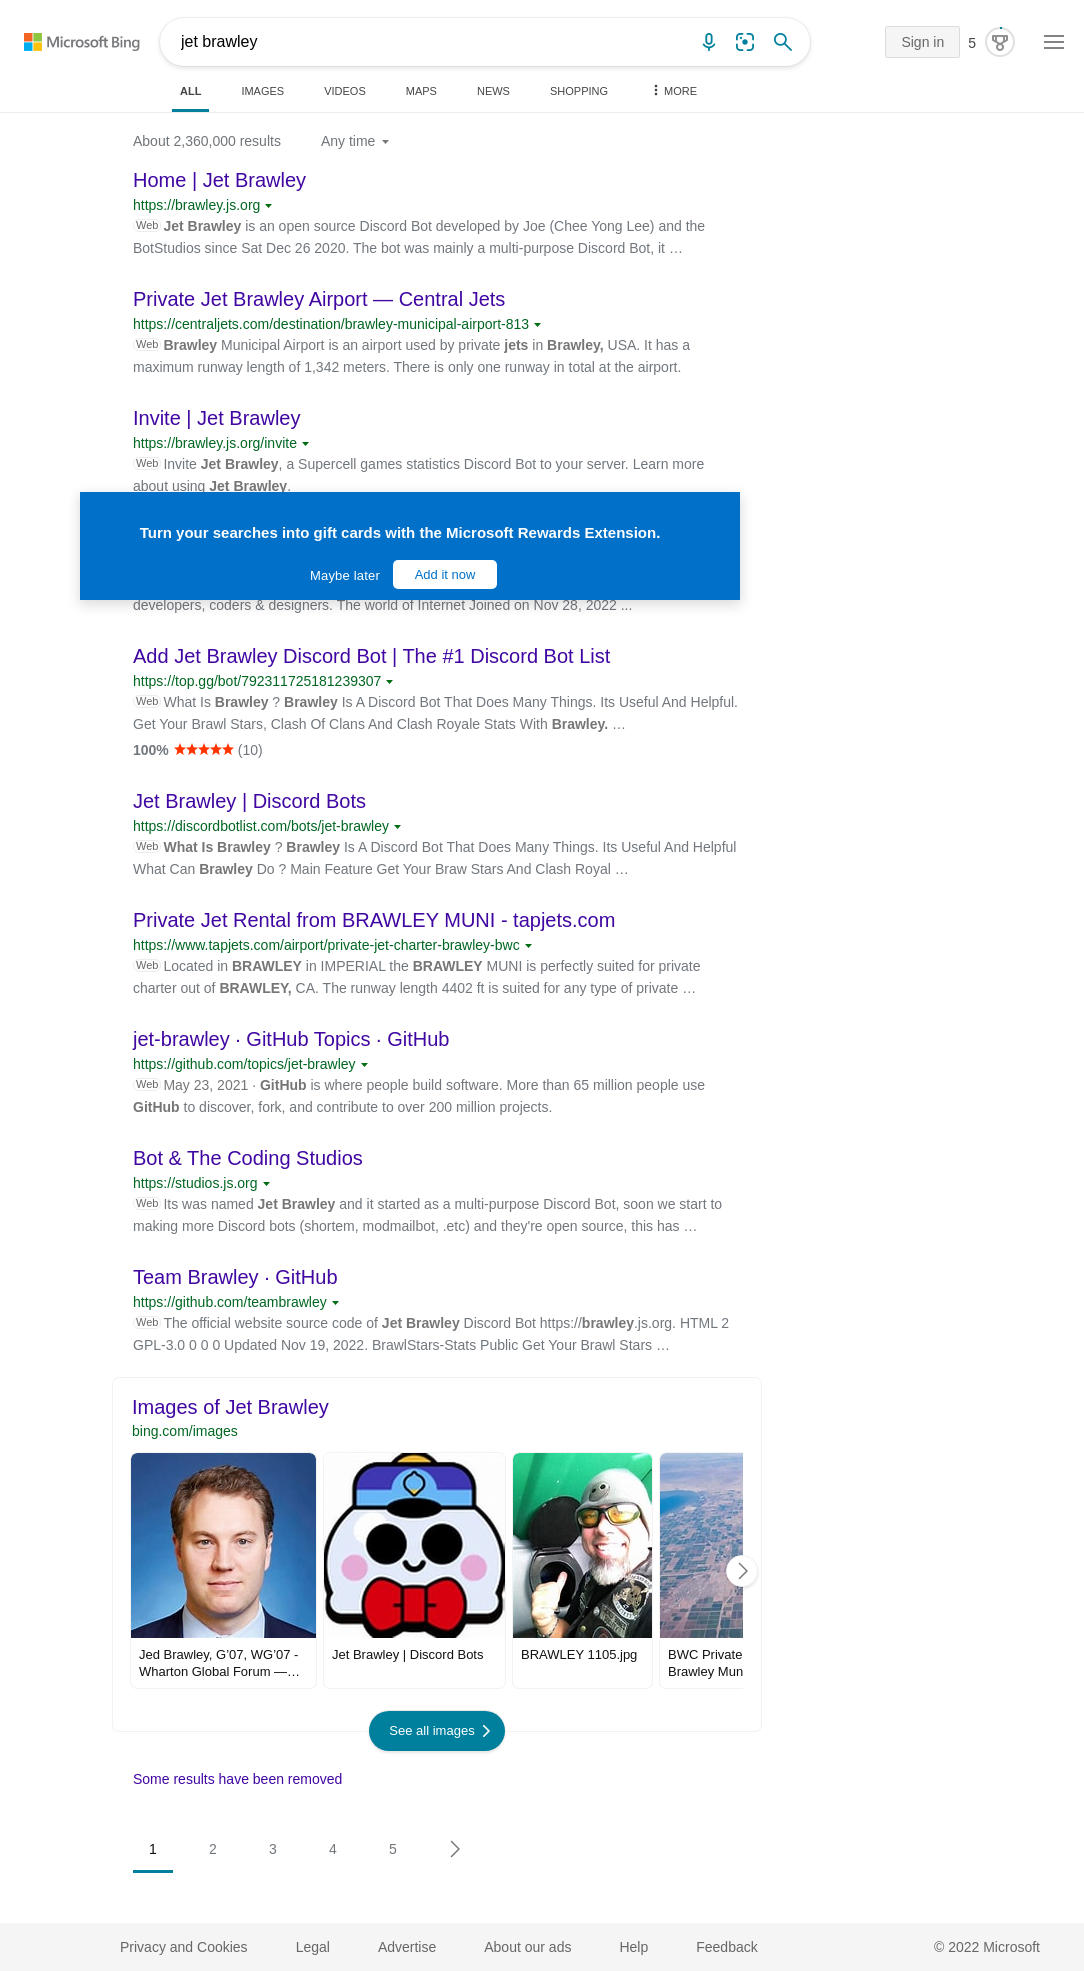 Microsoft Bing
jet brawley
Sign in
5
ALL IMAGES VIDEOS MAPS NEWS SHOPPING MORE
About 2,360,000 results Any time
Home | Jet Brawley
https://brawley.js.org
Web Jet Brawley is an open source Discord Bot developed by Joe (Chee Yong Lee) and the
BotStudios since Sat Dec 26 2020. The bot was mainly a multi-purpose Discord Bot, it …
Private Jet Brawley Airport — Central Jets
https://centraljets.com/destination/brawley-municipal-airport-813
Web Brawley Municipal Airport is an airport used by private jets in Brawley, USA. It has a
maximum runway length of 1,342 meters. There is only one runway in total at the airport.
Invite | Jet Brawley
https://brawley.js.org/invite
Web Invite Jet Brawley, a Supercell games statistics Discord Bot to your server. Learn more
about using Jet Brawley.
Turn your searches into gift cards with the Microsoft Rewards Extension.
Maybe later Add it now
developers, coders & designers. The world of Internet Joined on Nov 28, 2022 ...
Add Jet Brawley Discord Bot | The #1 Discord Bot List
https://top.gg/bot/792311725181239307
Web What Is Brawley ? Brawley Is A Discord Bot That Does Many Things. Its Useful And Helpful.
Get Your Brawl Stars, Clash Of Clans And Clash Royale Stats With Brawley. …
100% ★★★★★ (10)
Jet Brawley | Discord Bots
https://discordbotlist.com/bots/jet-brawley
Web What Is Brawley ? Brawley Is A Discord Bot That Does Many Things. Its Useful And Helpful
What Can Brawley Do ? Main Feature Get Your Braw Stars And Clash Royal …
Private Jet Rental from BRAWLEY MUNI - tapjets.com
https://www.tapjets.com/airport/private-jet-charter-brawley-bwc
Web Located in BRAWLEY in IMPERIAL the BRAWLEY MUNI is perfectly suited for private
charter out of BRAWLEY, CA. The runway length 4402 ft is suited for any type of private …
jet-brawley · GitHub Topics · GitHub
https://github.com/topics/jet-brawley
Web May 23, 2021 · GitHub is where people build software. More than 65 million people use
GitHub to discover, fork, and contribute to over 200 million projects.
Bot & The Coding Studios
https://studios.js.org
Web Its was named Jet Brawley and it started as a multi-purpose Discord Bot, soon we start to
making more Discord bots (shortem, modmailbot, .etc) and they're open source, this has …
Team Brawley · GitHub
https://github.com/teambrawley
Web The official website source code of Jet Brawley Discord Bot https://brawley.js.org. HTML 2
GPL-3.0 0 0 0 Updated Nov 19, 2022. BrawlStars-Stats Public Get Your Brawl Stars …
Images of Jet Brawley
bing.com/images
Jed Brawley, G’07, WG’07 -
Wharton Global Forum —…
Jet Brawley | Discord Bots
BRAWLEY 1105.jpg
BWC Private
Brawley Mun
See all images
Some results have been removed
1 2 3 4 5
Privacy and Cookies Legal Advertise About our ads Help Feedback © 2022 Microsoft